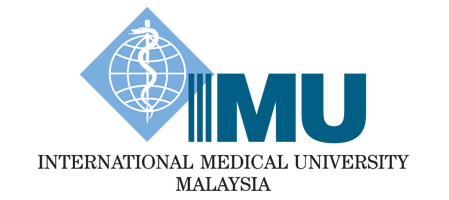 IMU
INTERNATIONAL MEDICAL UNIVERSITY
MALAYSIA